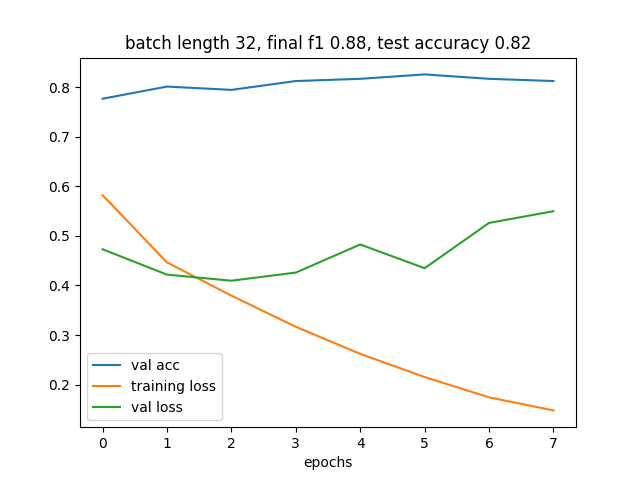 batch length 32, final f1 0.88, test accuracy 0.82
0.8
0.7
0.6
0.5
0.4
0.3
0.2
val acc
training loss
val loss
0 1 2 3 4 5 6 7
epochs